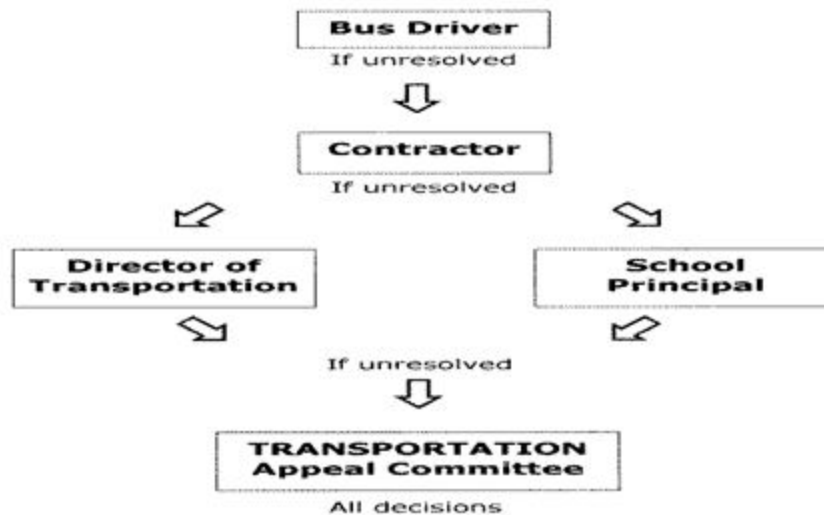 Bus Driver
If unresolved
Contractor
If unresolved
Director of
Transportation
School
Principal
If unresolved
TRANSPORTATION
Appeal Committee
All decisions